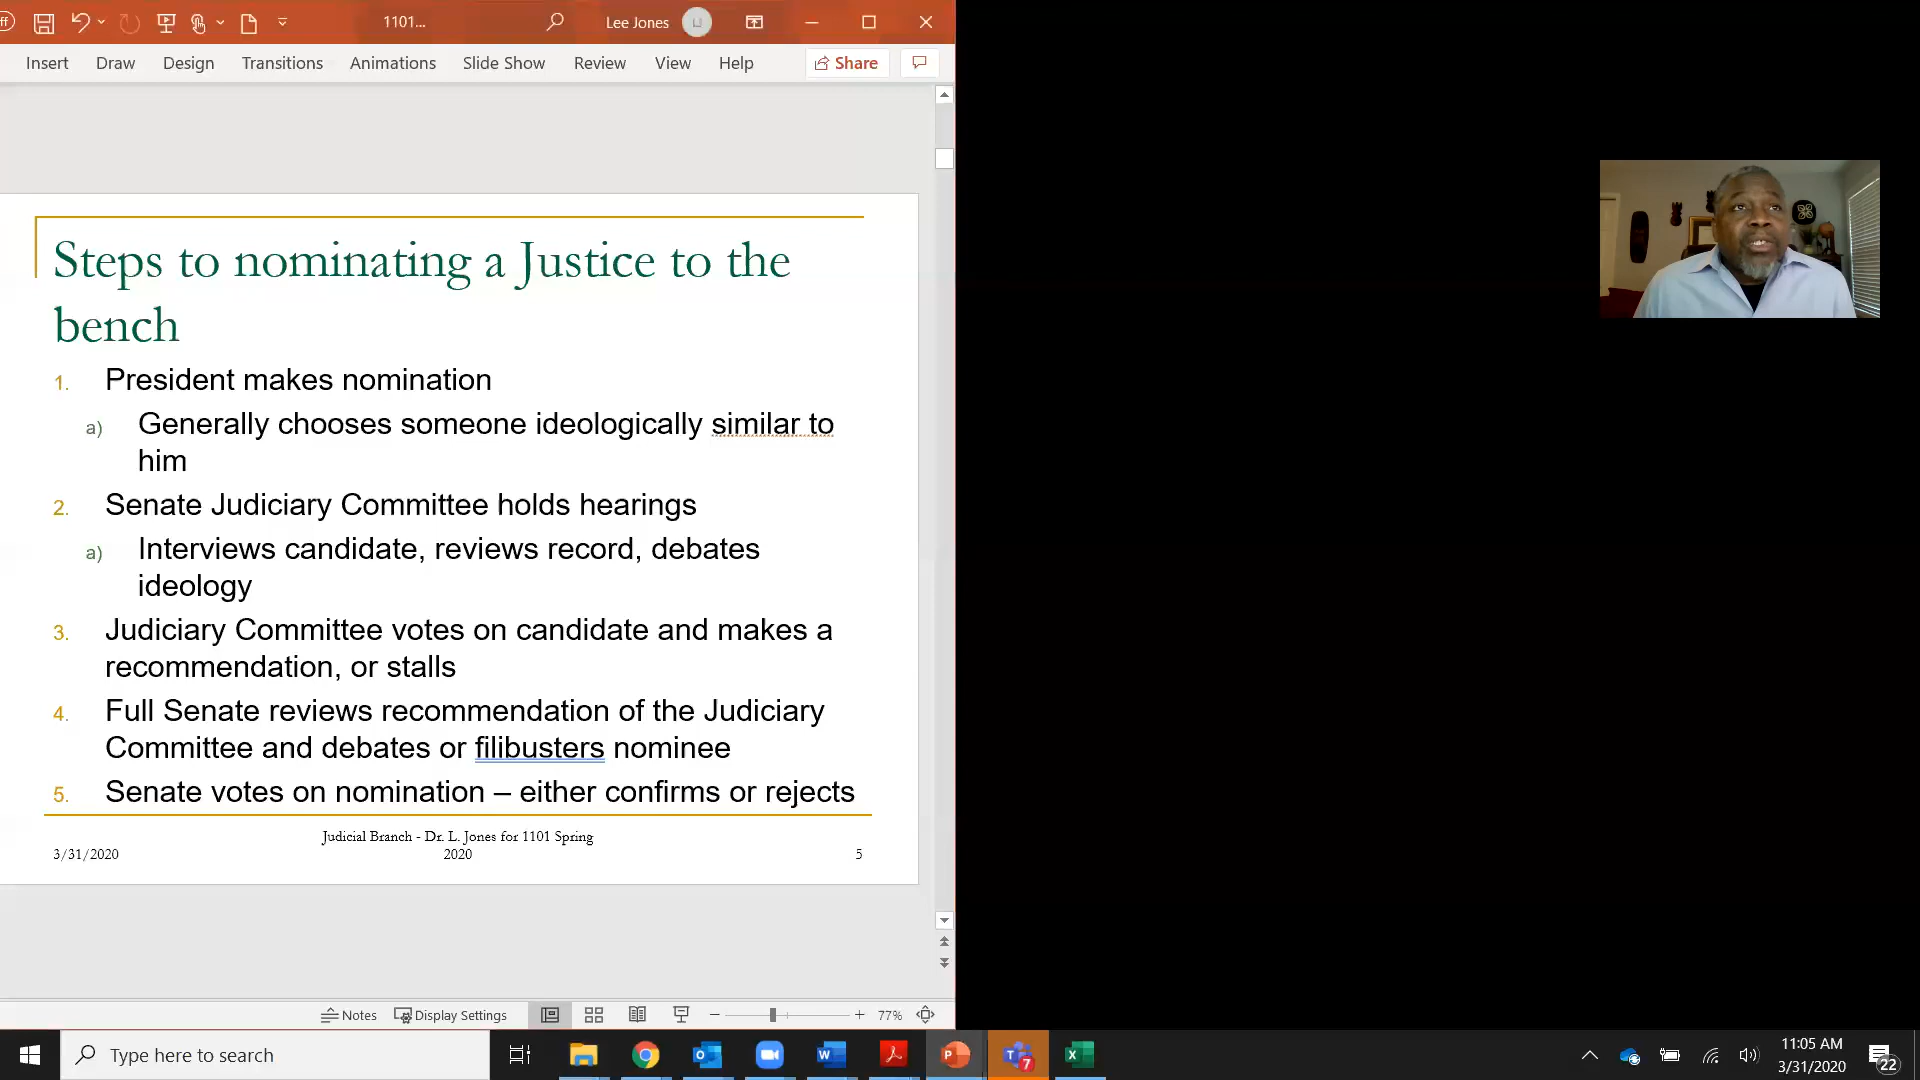 ff
1101...
Lee Jones
LJ
Insert Draw Design Transitions Animations Slide Show Review View Help Share
Steps to nominating a Justice to the
bench
1. President makes nomination
a) Generally chooses someone ideologically similar to
him
2. Senate Judiciary Committee holds hearings
a) Interviews candidate, reviews record, debates
ideology
3. Judiciary Committee votes on candidate and makes a
recommendation, or stalls
4. Full Senate reviews recommendation of the Judiciary
Committee and debates or filibusters nominee
5. Senate votes on nomination – either confirms or rejects
Judicial Branch - Dr. L. Jones for 1101 Spring
2020
3/31/2020
5
Notes Display Settings 77%
Type here to search
7
11:05 AM
3/31/2020
22